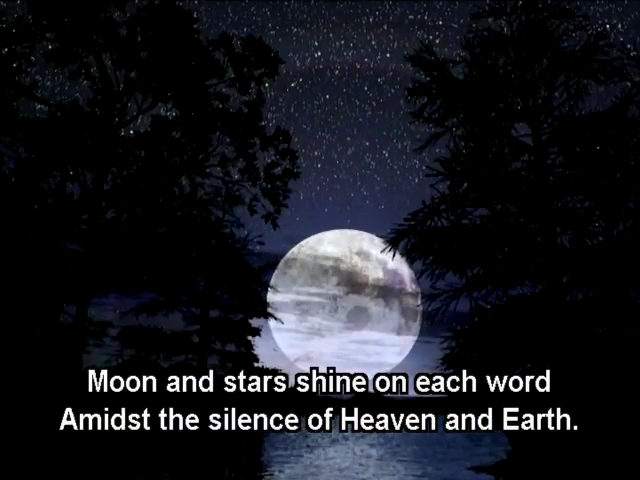 Moon and stars shine on each word
Amidst the silence of Heaven and Earth.